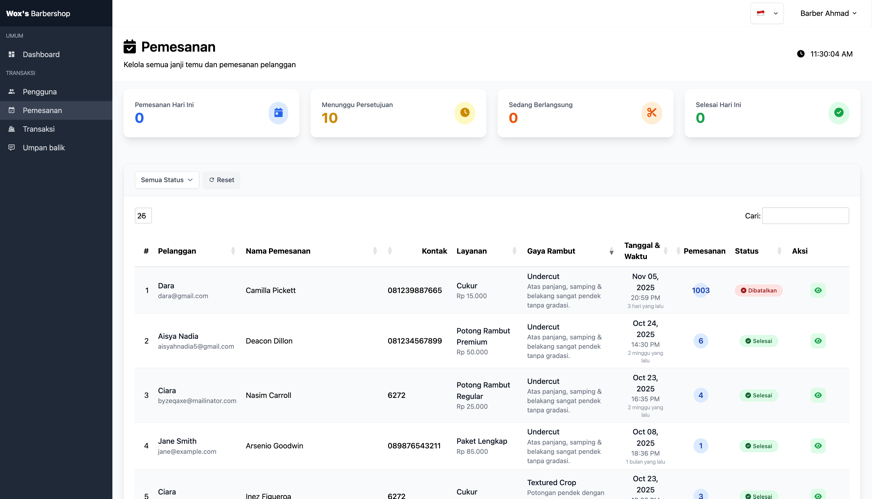 Wox's Barbershop
Barber Ahmad
UMUM
Dashboard
TRANSAKSI
Pengguna
Pemesanan
Transaksi
Umpan balik
Pemesanan
Kelola semua janji temu dan pemesanan pelanggan
11:30:04 AM
Pemesanan Hari Ini
0
Menunggu Persetujuan
10
Sedang Berlangsung
0
Selesai Hari Ini
0
Semua Status
Reset
26
Cari:
# Pelanggan Nama Pemesanan Kontak Layanan Gaya Rambut Tanggal & Waktu Pemesanan Status Aksi
1
Dara
dara@gmail.com
Camilla Pickett
081239887665
Cukur
Rp 15.000
Undercut
Atas panjang, samping &
belakang sangat pendek
tanpa gradasi.
Nov 05,
2025
20:59 PM
3 hari yang lalu
1003
Dibatalkan
2
Aisya Nadia
aisyahnadia5@gmail.com
Deacon Dillon
081234567899
Potong Rambut
Premium
Rp 50.000
Undercut
Atas panjang, samping &
belakang sangat pendek
tanpa gradasi.
Oct 24,
2025
14:30 PM
2 minggu yang
lalu
6
Selesai
3
Ciara
byzeqaxe@mailinator.com
Nasim Carroll
6272
Potong Rambut
Regular
Rp 25.000
Undercut
Atas panjang, samping &
belakang sangat pendek
tanpa gradasi.
Oct 23,
2025
16:35 PM
2 minggu yang
lalu
4
Selesai
4
Jane Smith
jane@example.com
Arsenio Goodwin
089876543211
Paket Lengkap
Rp 85.000
Undercut
Atas panjang, samping &
belakang sangat pendek
tanpa gradasi.
Oct 08,
2025
18:36 PM
1 bulan yang lalu
1
Selesai
5
Ciara
Inez Figueroa
6272
Cukur
Textured Crop
Potongan pendek dengan
Oct 23,
2025
3
Selesai